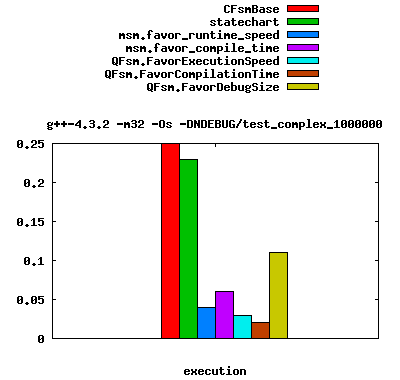 CFsmBase
statechart
msm.favor_runtime_speed
msm.favor_compile_time
QFsm.FavorExecutionSpeed
QFsm.FavorCompilationTime
QFsm.FavorDebugSize
g++-4.3.2 -m32 -Os -DNDEBUG/test_complex_1000000
0.25
0.2
0.15
0.1
0.05
0
execution